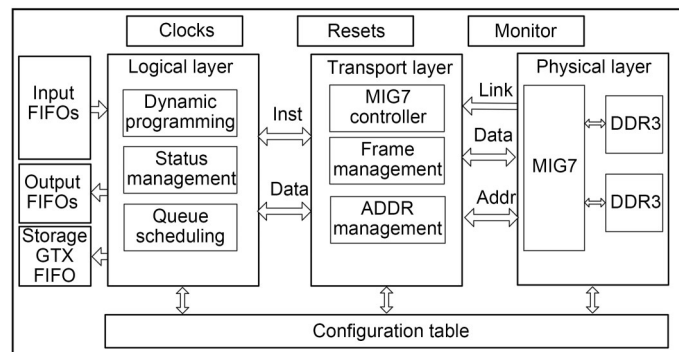 Clocks
Resets
Monitor
Input
FIFOs
Output
FIFOs
Storage
GTX
FIFO
Logical layer
Dynamic
programming
Status
management
Queue
scheduling
Inst
Data
Transport layer
MIG7
controller
Frame
management
ADDR
management
Link
Data
Addr
Physical layer
MIG7
DDR3
DDR3
Configuration table